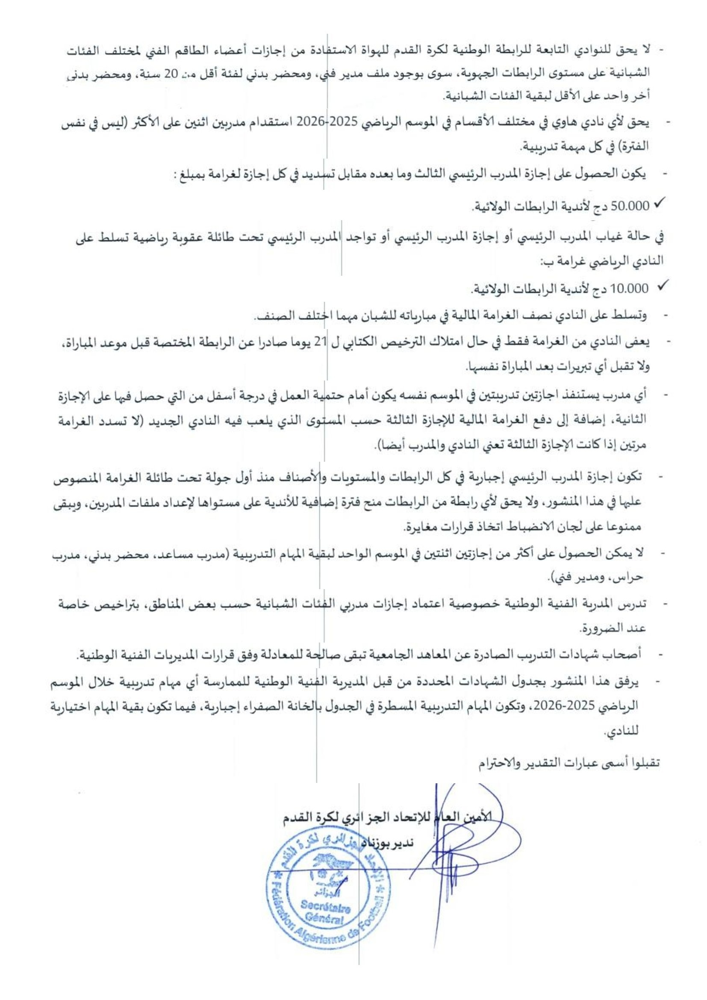 - لا يحق للنوادي التابعة للرابطة الوطنية لكرة القدم للهواة الاستفادة من إجازات أعضاء الطاقم الفني لمختلف الفئات
الشبانية على مستوى الرابطات الجهوية، سوى بوجود ملف مدير فني، ومحضر بدني لفئة أقل من 20 سنة، ومحضر بدني
أخر واحد على الأقل لبقية الفئات الشبانية.
- يحق لأي نادي هاوي في مختلف الأقسام في الموسم الرياضي 2025-2026 استقدام مدربين اثنين على الأكثر (ليس في نفس
الفترة) في كل مهمة تدريبية.
- يكون الحصول على إجازة المدرب الرئيسي الثالث وما بعده مقابل تسديد في كل إجازة لغرامة بمبلغ :
✓ 50.000 دج لأندية الرابطات الولائية.
في حالة غياب المدرب الرئيسي أو إجازة المدرب الرئيسي أو تواجد المدرب الرئيسي تحت طائلة عقوبة رياضية تسلط على
النادي الرياضي غرامة ب:
✓ 10.000 دج لأندية الرابطات الولائية.
- وتسلط على النادي نصف الغرامة المالية في مبارياته للشبان مهما اختلف الصنف.
- يعفى النادي من الغرامة فقط في حال امتلاك الترخيص الكتابي ل 21 يوما صادرا عن الرابطة المختصة قبل موعد المباراة،
ولا تقبل أي تبريرات بعد المباراة نفسها.
- أي مدرب يستنفذ اجازتين تدريبتين في الموسم نفسه يكون أمام حتمية العمل في درجة أسفل من التي حصل فيها على الإجازة
الثانية، إضافة إلى دفع الغرامة المالية للإجازة الثالثة حسب المستوى الذي يلعب فيه النادي الجديد (لا تسدد الغرامة
مرتين إذا كانت الإجازة الثالثة تعني النادي والمدرب أيضا).
- تكون إجازة المدرب الرئيسي إجبارية في كل الرابطات والمستويات والأصناف منذ أول جولة تحت طائلة الغرامة المنصوص
عليها في هذا المنشور، ولا يحق لأي رابطة من الرابطات منح فترة إضافية للأندية على مستواها لإعداد ملفات المدربين، ويبقى
ممنوعا على لجان الانضباط اتخاذ قرارات مغايرة.
- لا يمكن الحصول على أكثر من إجازتين اثنتين في الموسم الواحد لبقية المهام التدريبية (مدرب مساعد، محضر بدني، مدرب
حراس، ومدير فني).
- تدرس المدرية الفنية الوطنية خصوصية اعتماد إجازات مدربي الفئات الشبانية حسب بعض المناطق، بتراخيص خاصة
عند الضرورة.
- أصحاب شهادات التدريب الصادرة عن المعاهد الجامعية تبقى صالحة للمعادلة وفق قرارات المديريات الفنية الوطنية.
- يرفق هذا المنشور بجدول الشهادات المحددة من قبل المديرية الفنية الوطنية للممارسة أي مهام تدريبية خلال الموسم
الرياضي 2025-2026، وتكون المهام التدريبية المسطرة في الجدول بالخانة الصفراء إجبارية، فيما تكون بقية المهام اختيارية
للنادي.
تقبلوا أسمى عبارات التقدير والاحترام
الأمين العام للإتحاد الجزائري لكرة القدم
ندير بوزناد
الإتحاد الجزائري لكرة القدم
الجزائر
Secrétaire
Général
Fédération Algérienne de Football